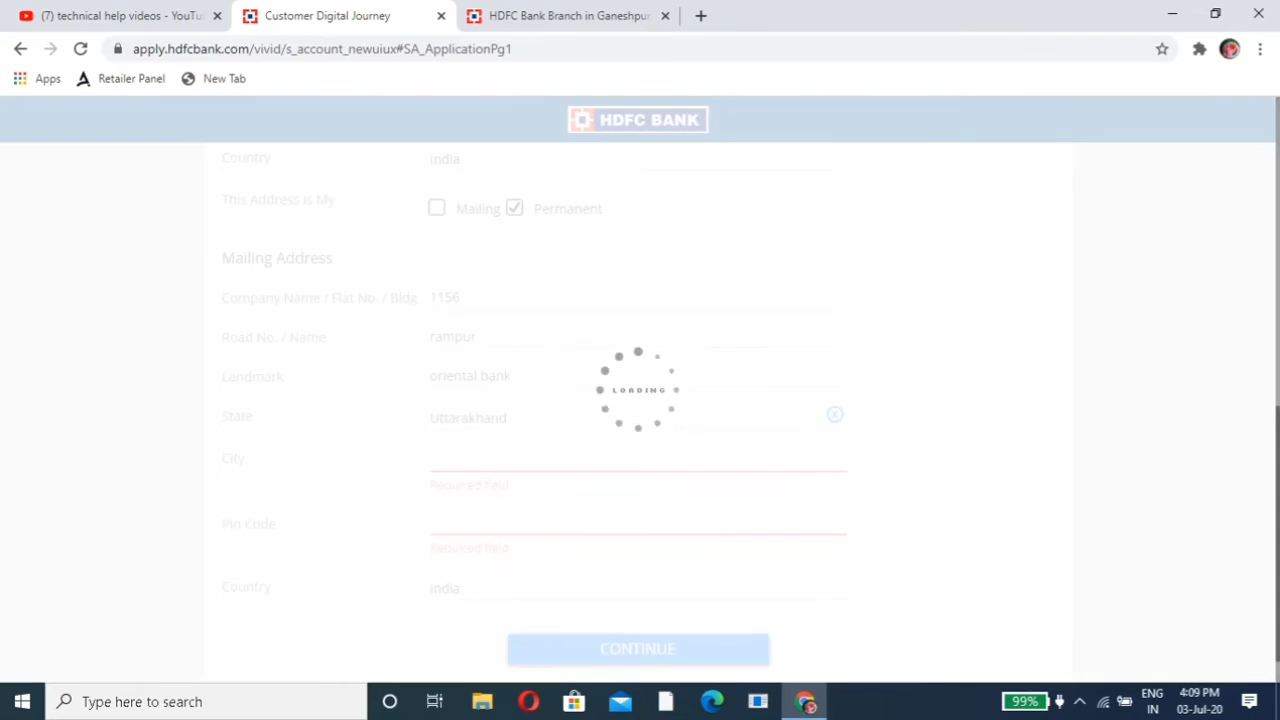 (7) technical help videos - YouTu
Customer Digital Journey
HDFC Bank Branch in Ganeshpur
apply.hdfcbank.com/vivid/s_account_newuiux#SA_ApplicationPg1
Apps
Retailer Panel
New Tab
HDFC BANK
Country
india
This Address is My
Mailing
Permanent
Mailing Address
Company Name / Flat No. / Bldg
1156
Road No. / Name
rampur
Landmark
oriental bank
LOADING
State
Uttarakhand
City
Required field
Pin Code
Required field
Country
India
CONTINUE
Type here to search
99%
ENG
IN
4:09 PM
03-Jul-20